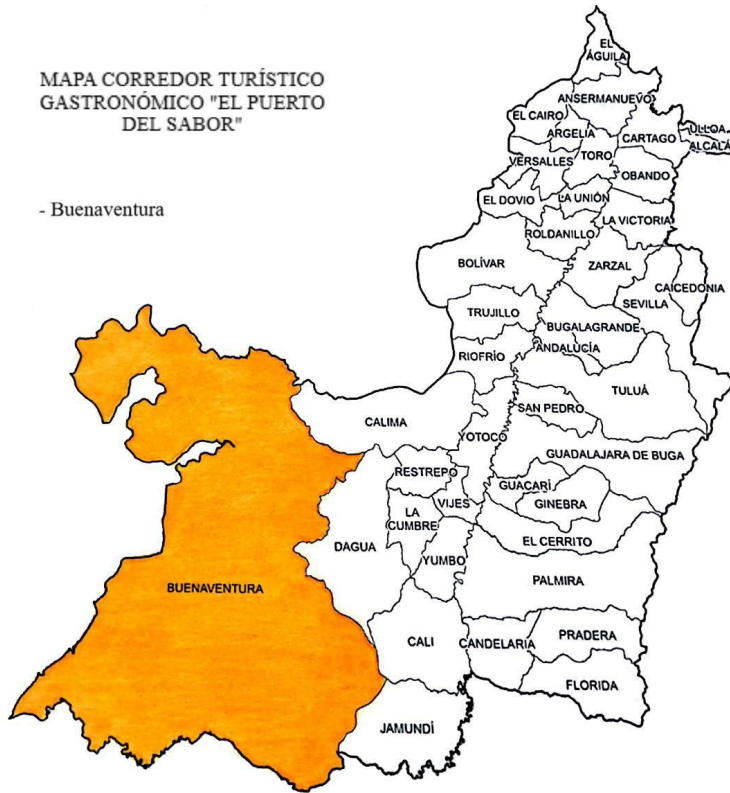 MAPA CORREDOR TURÍSTICO
GASTRONÓMICO "EL PUERTO
DEL SABOR"
- Buenaventura
EL
ÁGUILA
ANSERMANUEVO
EL CAIRO
ARGELIA
CARTAGO
ULLOA
ALCALÁ
VERSALLES
TORO
OBANDO
EL DOVIO
LA UNIÓN
LA VICTORIA
ROLDANILLO
BOLÍVAR
ZARZAL
CAICEDONIA
SEVILLA
TRUJILLO
BUGALAGRANDE
RIOFRÍO
ANDALUCÍA
TULUÁ
SAN PEDRO
CALIMA
YOTOCO
GUADALAJARA DE BUGA
RESTREPO
GUACARÍ
GINEBRA
VIJES
LA
CUMBRE
DAGUA
EL CERRITO
YUMBO
PALMIRA
BUENAVENTURA
CALI
CANDELARIA
PRADERA
FLORIDA
JAMUNDÍ